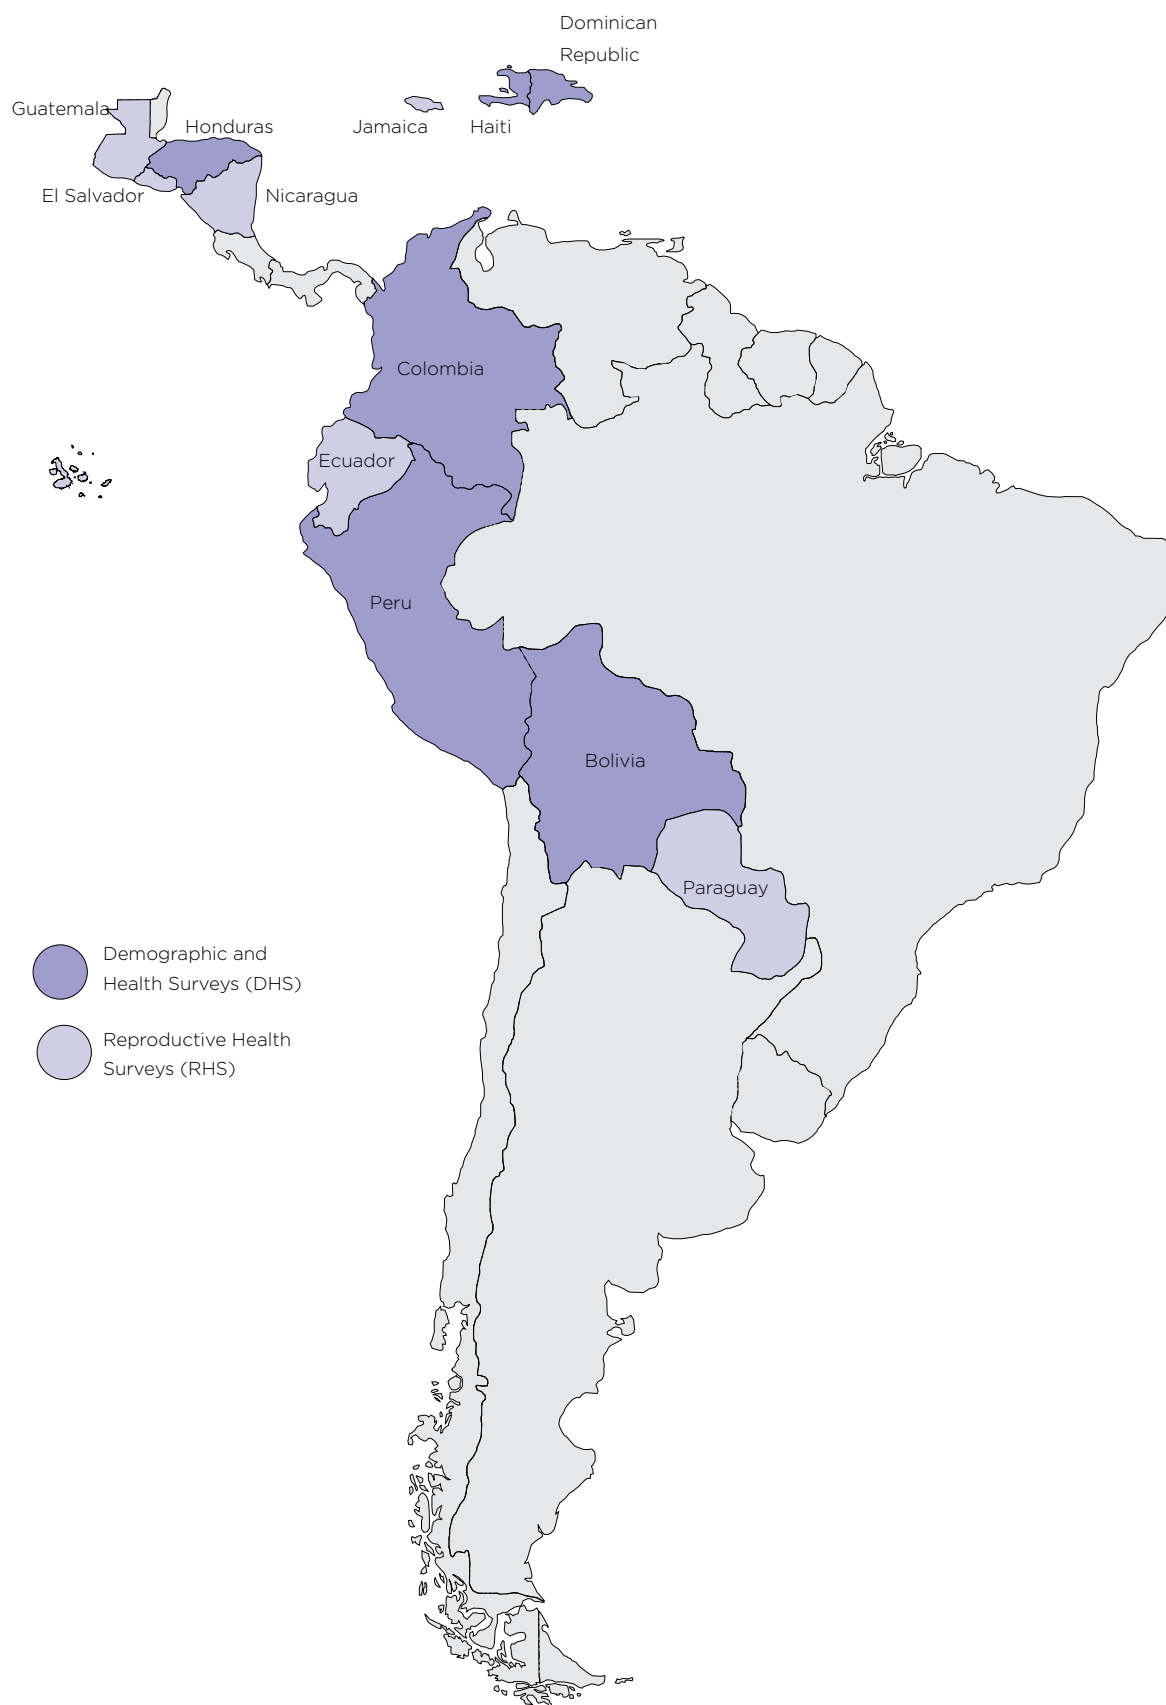 Dominican
Republic
Guatemala
Honduras
Jamaica
Haiti
El Salvador
Nicaragua
Colombia
Ecuador
Peru
Bolivia
Paraguay
Demographic and
Health Surveys (DHS)
Reproductive Health
Surveys (RHS)